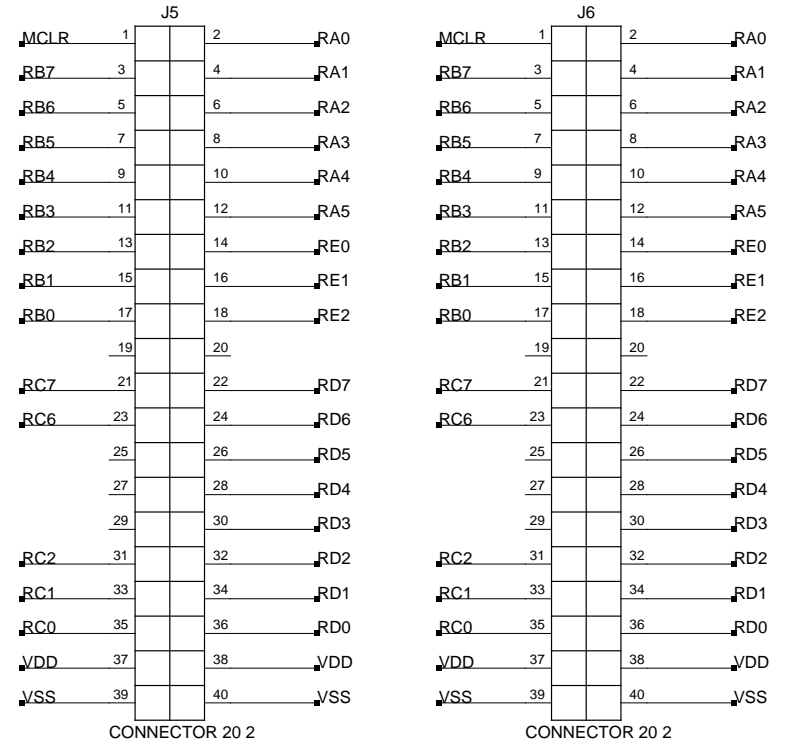 J5 J6
MCLR 1 2 RA0 MCLR 1 2 RA0
RB7 3 4 RA1 RB7 3 4 RA1
RB6 5 6 RA2 RB6 5 6 RA2
RB5 7 8 RA3 RB5 7 8 RA3
RB4 9 10 RA4 RB4 9 10 RA4
RB3 11 12 RA5 RB3 11 12 RA5
RB2 13 14 RE0 RB2 13 14 RE0
RB1 15 16 RE1 RB1 15 16 RE1
RB0 17 18 RE2 RB0 17 18 RE2
19 20 19 20
RC7 21 22 RD7 RC7 21 22 RD7
RC6 23 24 RD6 RC6 23 24 RD6
25 26 RD5 25 26 RD5
27 28 RD4 27 28 RD4
29 30 RD3 29 30 RD3
RC2 31 32 RD2 RC2 31 32 RD2
RC1 33 34 RD1 RC1 33 34 RD1
RC0 35 36 RD0 RC0 35 36 RD0
VDD 37 38 VDD VDD 37 38 VDD
VSS 39 40 VSS VSS 39 40 VSS
CONNECTOR 20 2 CONNECTOR 20 2